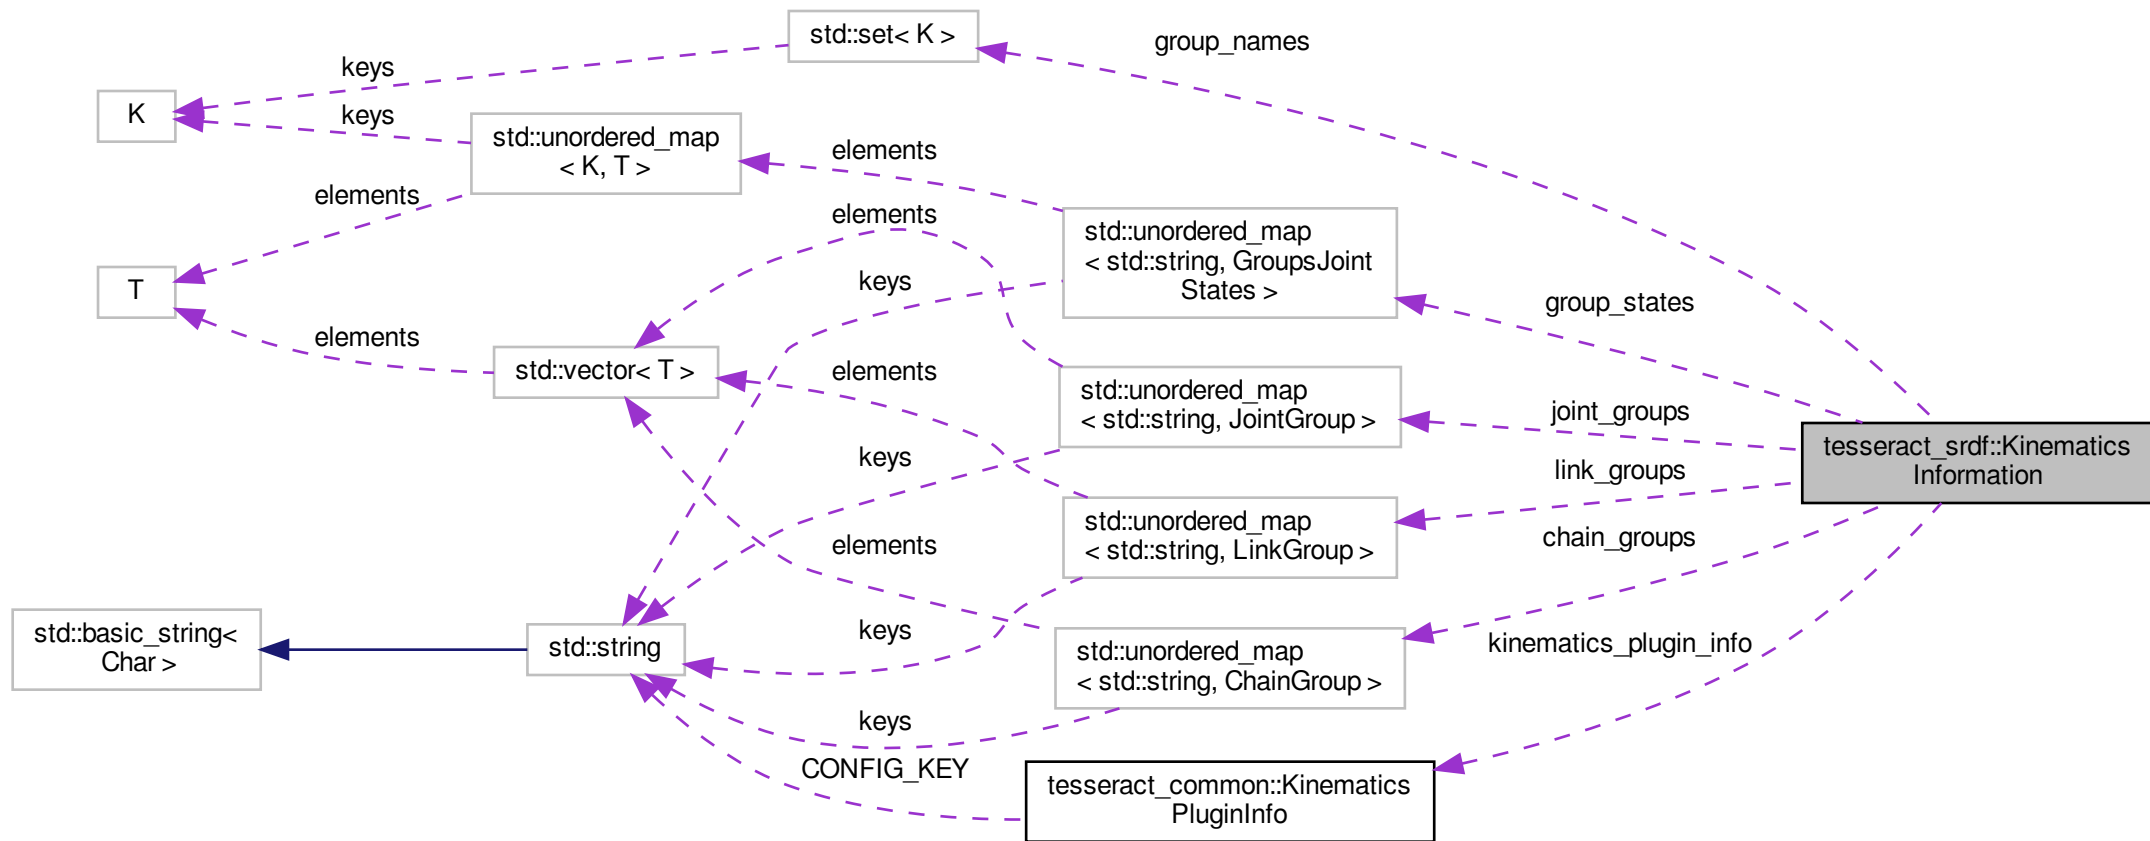 std::set< K >
group_names
keys
K
keys
std::unordered_map
< K, T >
elements
elements
elements
std::unordered_map
< std::string, GroupsJoint
States >
T
keys
group_states
elements
std::vector< T >
elements
std::unordered_map
< std::string, JointGroup >
joint_groups
tesseract_srdf::Kinematics
Information
keys
link_groups
std::unordered_map
< std::string, LinkGroup >
elements
chain_groups
std::basic_string<
Char >
std::string
keys
std::unordered_map
< std::string, ChainGroup >
kinematics_plugin_info
keys
CONFIG_KEY
tesseract_common::Kinematics
PluginInfo